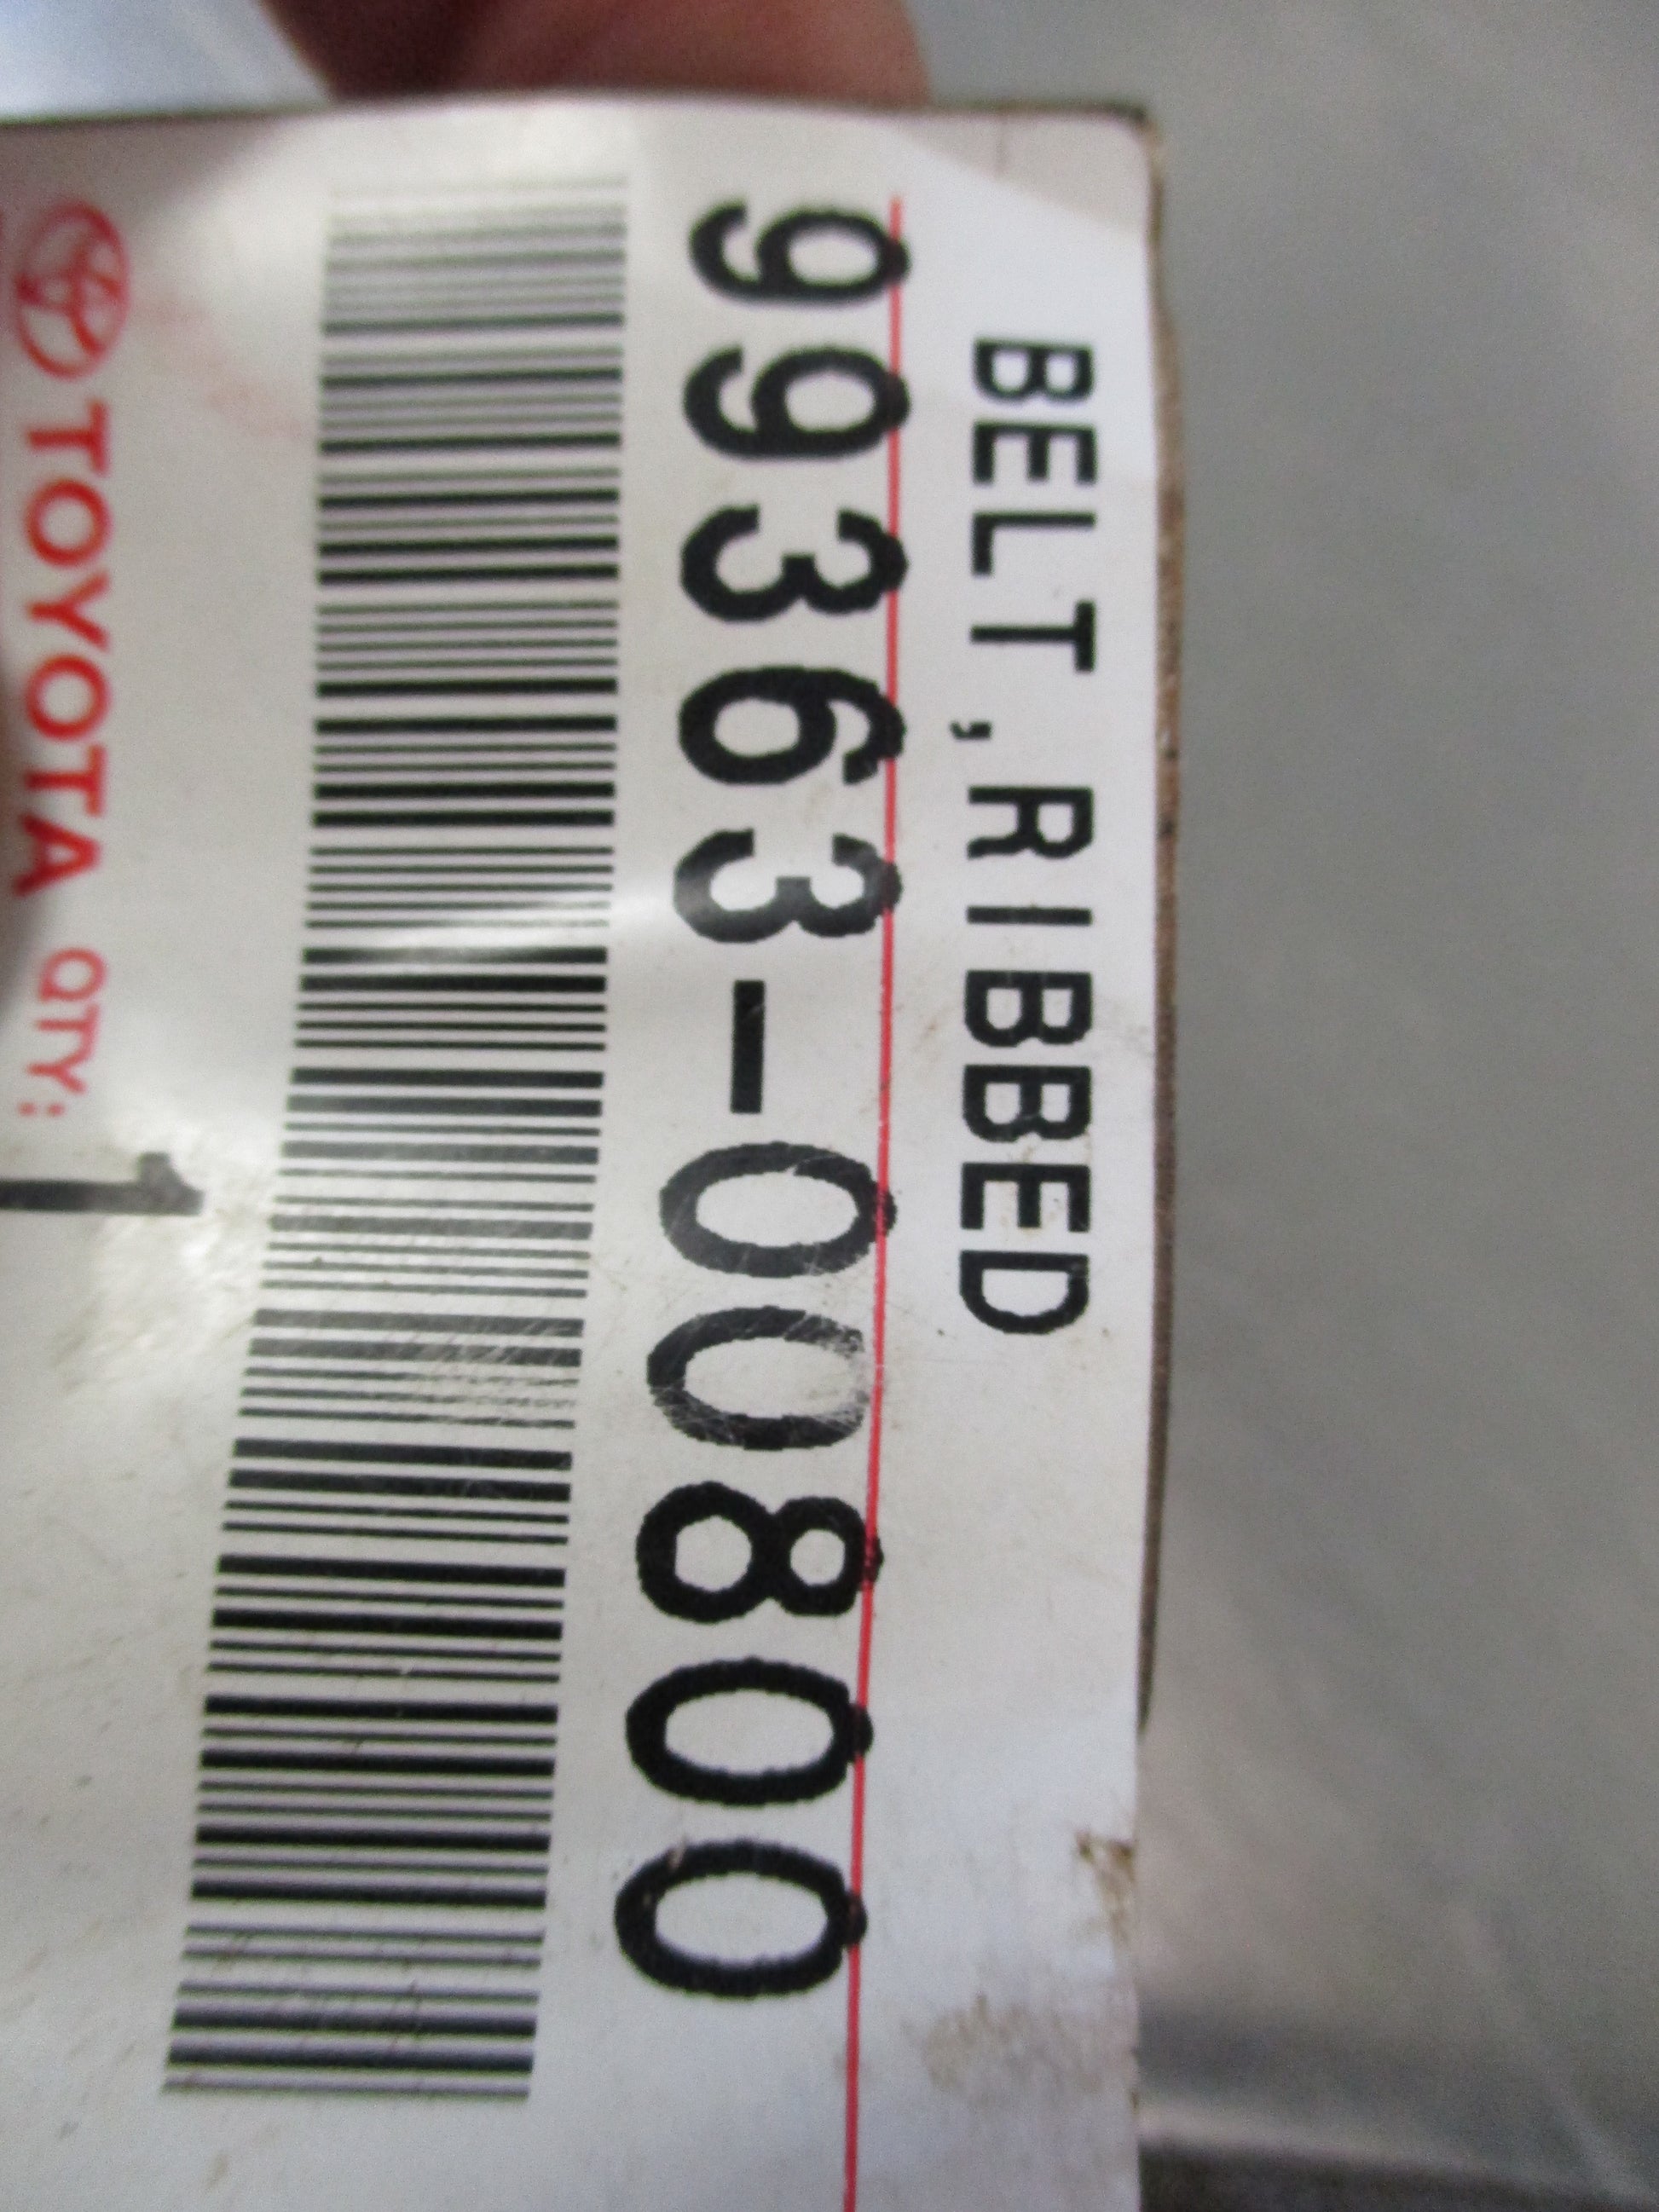 BELT,RIBBED
99363-00800
TOYOTA QTY: 1